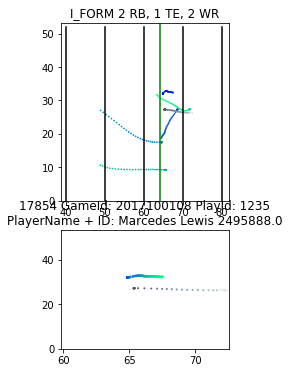 I_FORM 2 RB, 1 TE, 2 WR
50
40
30
20
10
0
40 50 60 70 80
17854 GameId: 2017100108 PlayId: 1235
PlayerName + ID: Marcedes Lewis 2495888.0
40
20
0
60 65 70